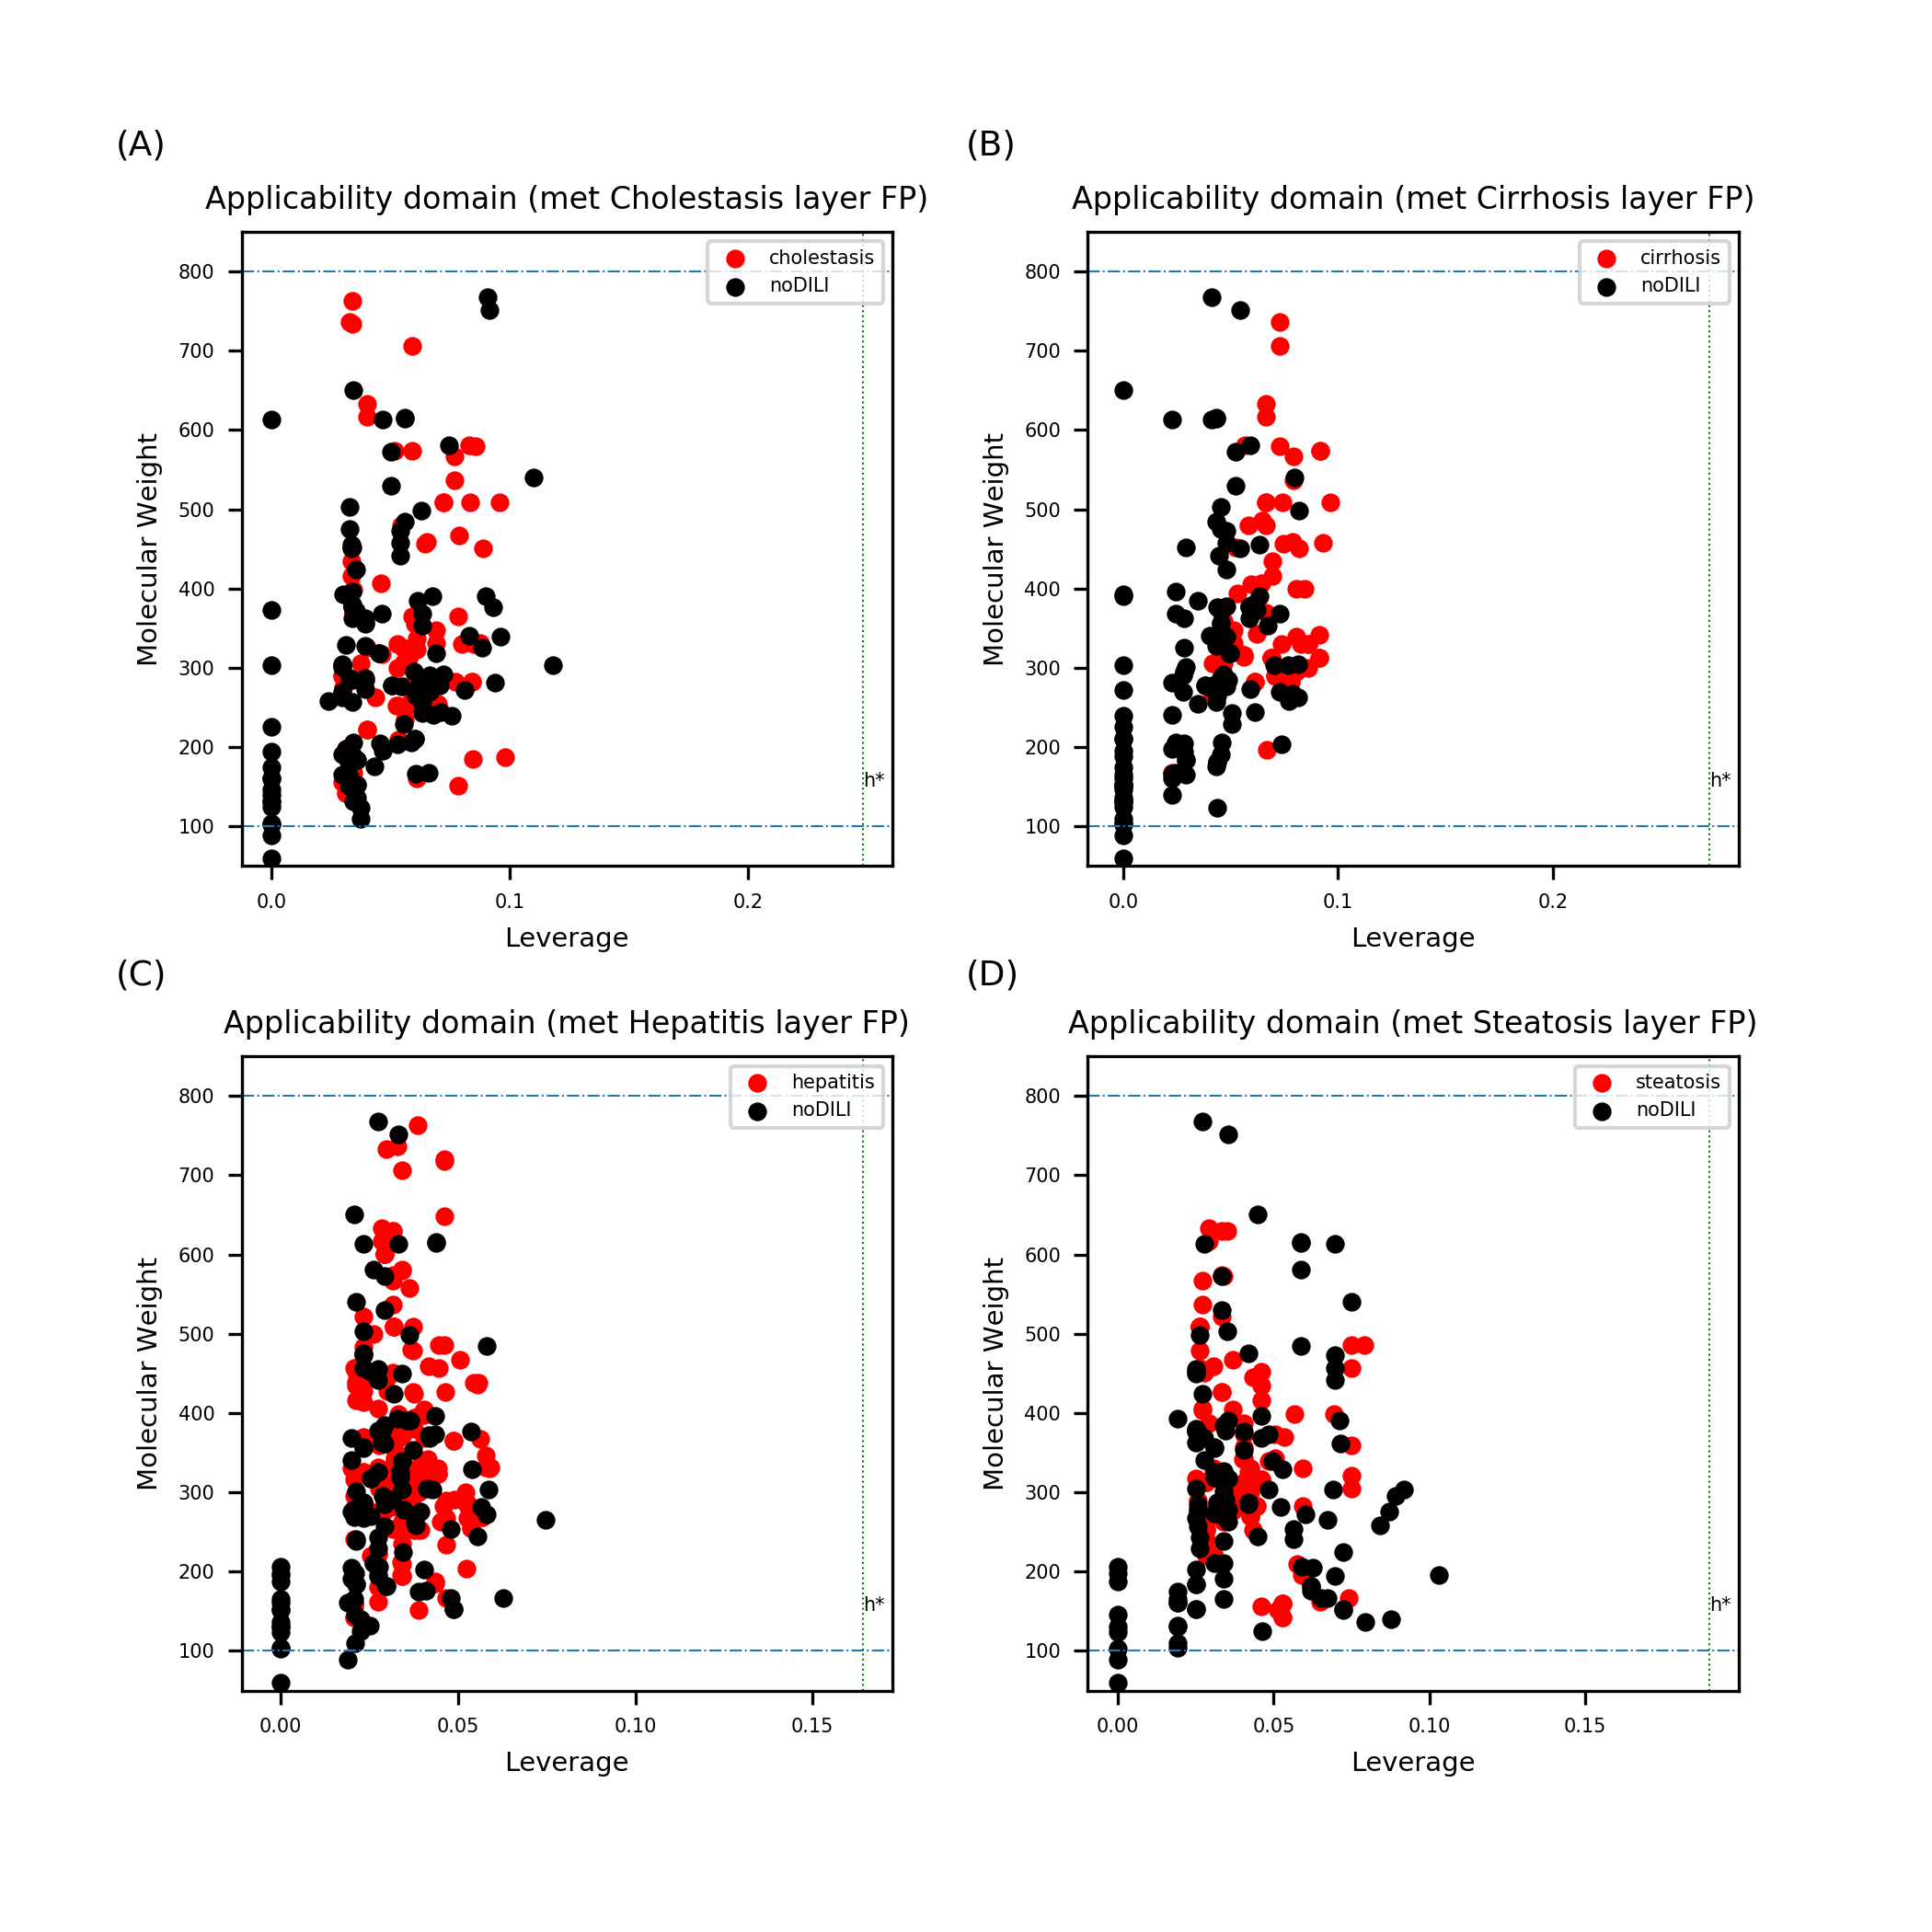 (A)
Applicability domain (met Cholestasis layer FP)
cholestasis
noDILI
800
700
600
500
400
300
200
100
Molecular Weight
h*
0.0
0.1
0.2
Leverage
(B)
Applicability domain (met Cirrhosis layer FP)
cirrhosis
noDILI
800
700
600
500
400
300
200
100
Molecular Weight
h*
0.0
0.1
0.2
Leverage
(C)
Applicability domain (met Hepatitis layer FP)
hepatitis
noDILI
800
700
600
500
400
300
200
100
Molecular Weight
h*
0.00
0.05
0.10
0.15
Leverage
(D)
Applicability domain (met Steatosis layer FP)
steatosis
noDILI
800
700
600
500
400
300
200
100
Molecular Weight
h*
0.00
0.05
0.10
0.15
Leverage